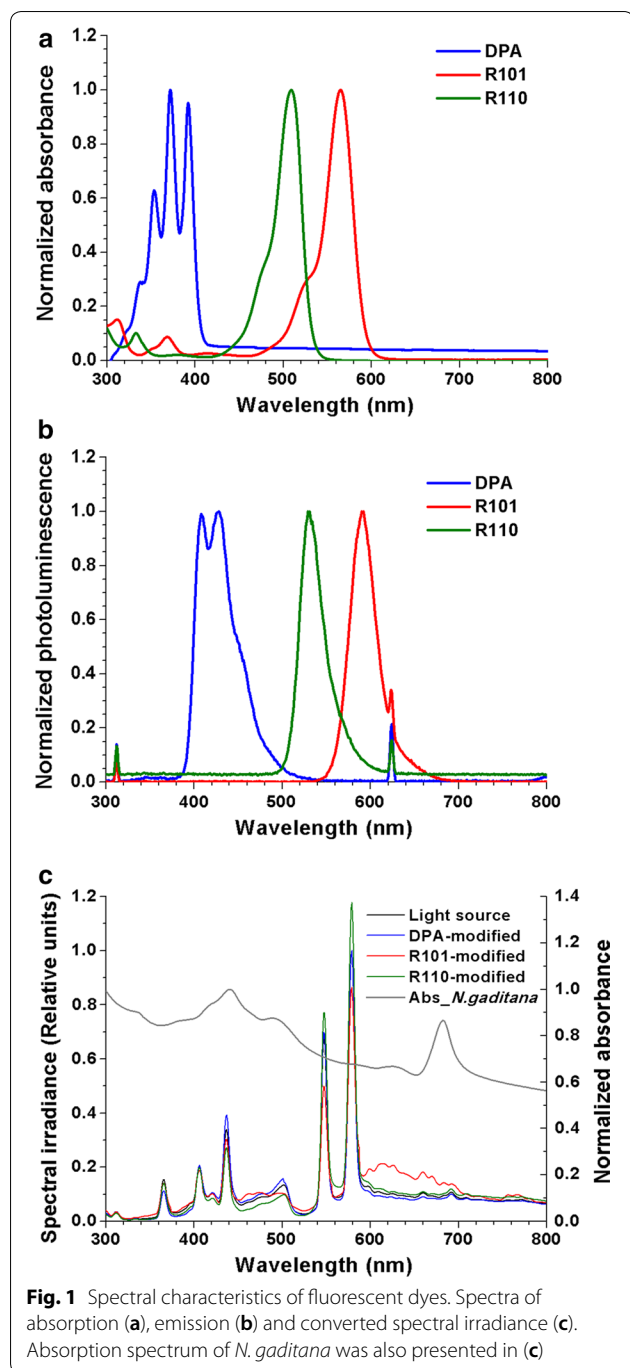 a
DPA
R101
R110
Normalized absorbance
1.2
1.0
0.8
0.6
0.4
0.2
0.0
300 400 500 600 700 800
Wavelength (nm)
b
DPA
R101
R110
Normalized photoluminescence
1.2
1.0
0.8
0.6
0.4
0.2
0.0
300 400 500 600 700 800
Wavelength (nm)
c
Light source
DPA-modified
R101-modified
R110-modified
Abs_N.gaditana
Spectral irradiance (Relative units)
1.2
1.0
0.8
0.6
0.4
0.2
0.0
1.4
1.2
1.0
0.8
0.6
0.4
0.2
0.0
Normalized absorbance
300 400 500 600 700 800
Wavelength (nm)
Fig. 1 Spectral characteristics of fluorescent dyes. Spectra of
absorption (a), emission (b) and converted spectral irradiance (c).
Absorption spectrum of N. gaditana was also presented in (c)